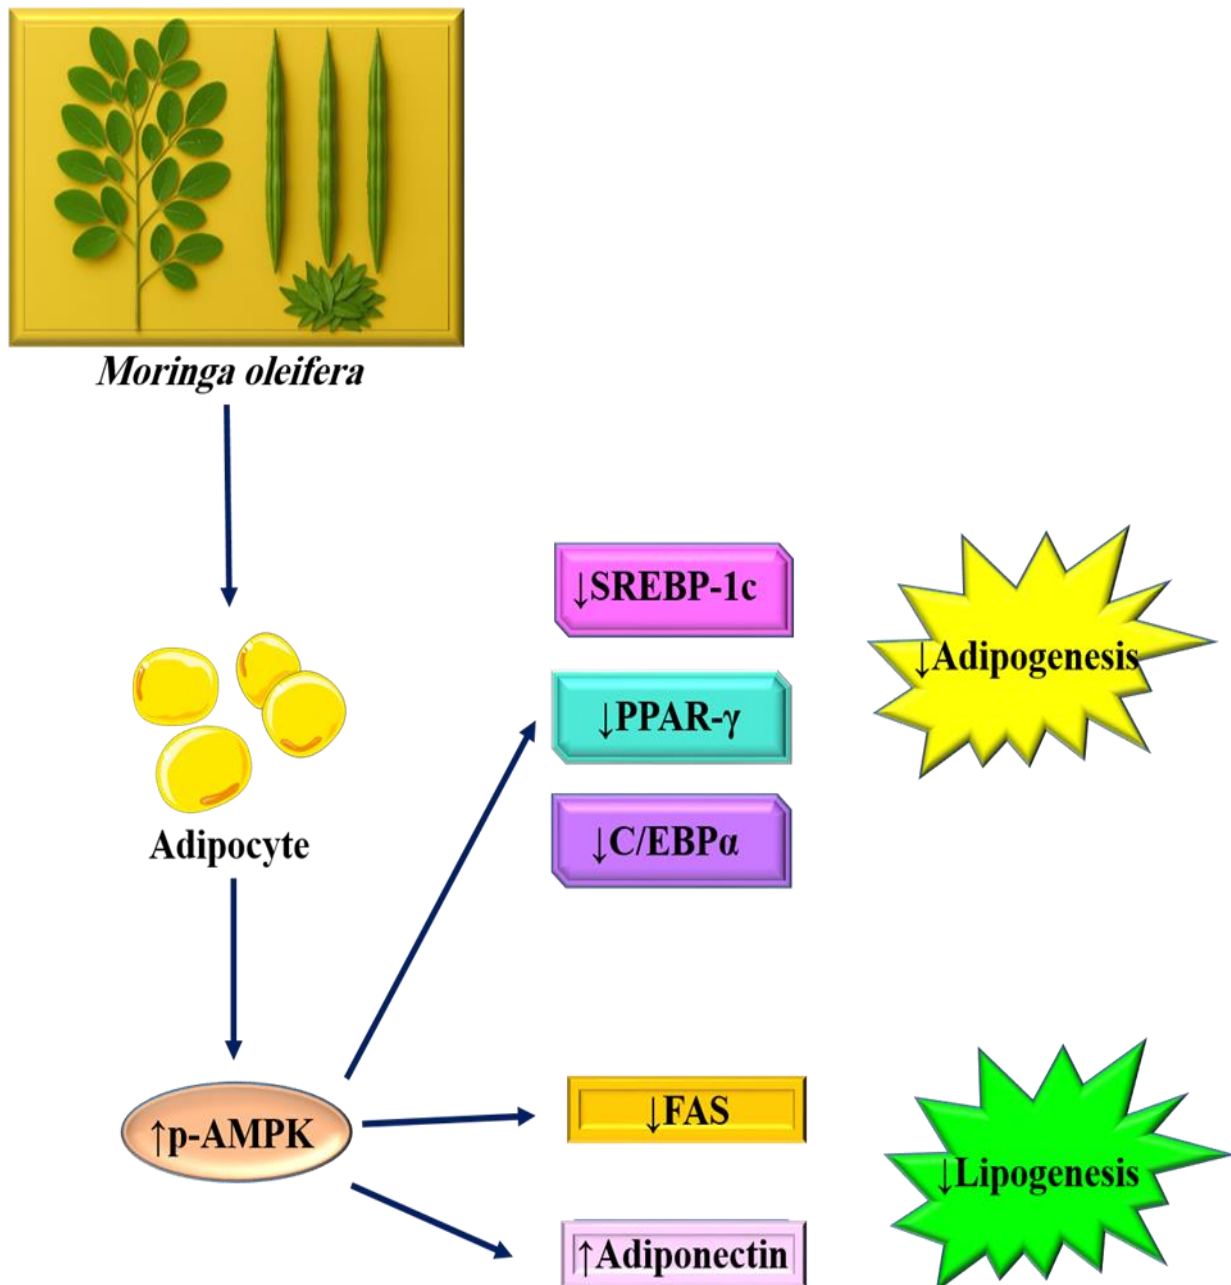 Moringa oleifera
↓SREBP-1c
↓Adipogenesis
↓PPAR-γ
↓C/EBPα
Adipocyte
↑p-AMPK
↓FAS
↓Lipogenesis
↑Adiponectin